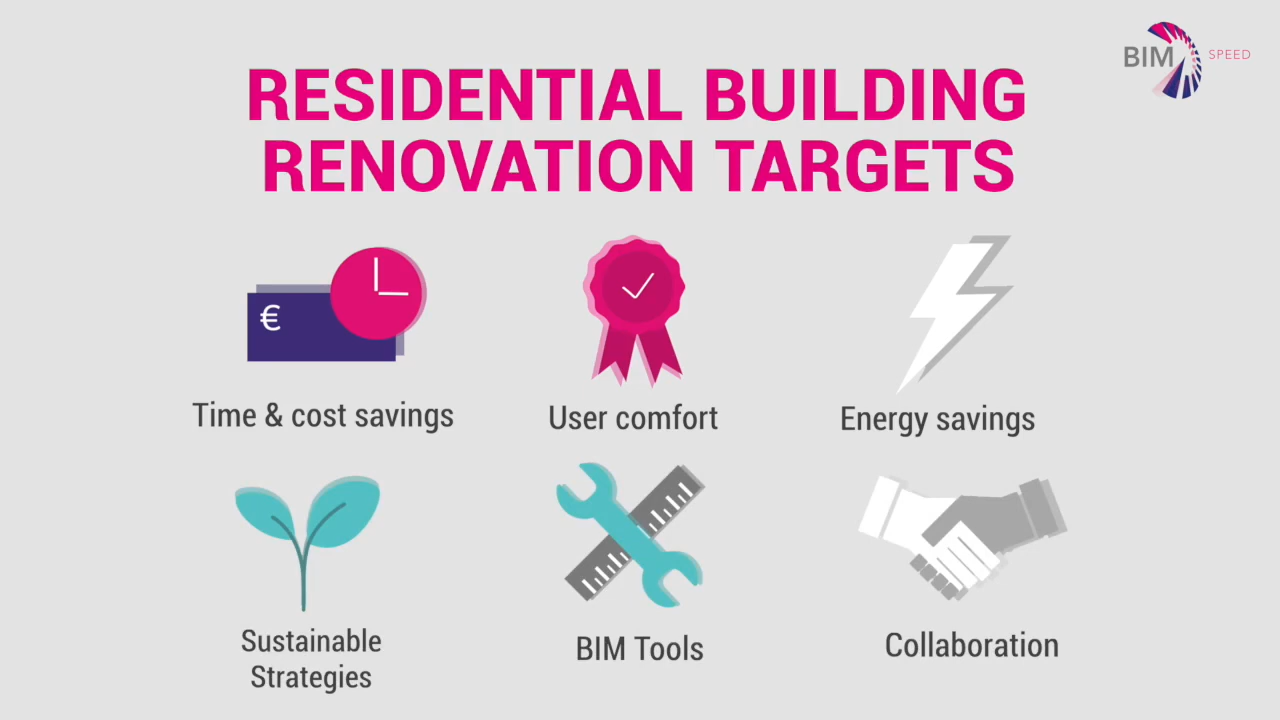 BIM SPEED
RESIDENTIAL BUILDING
RENOVATION TARGETS
€
Time & cost savings
User comfort
Energy savings
Sustainable
Strategies
BIM Tools
Collaboration